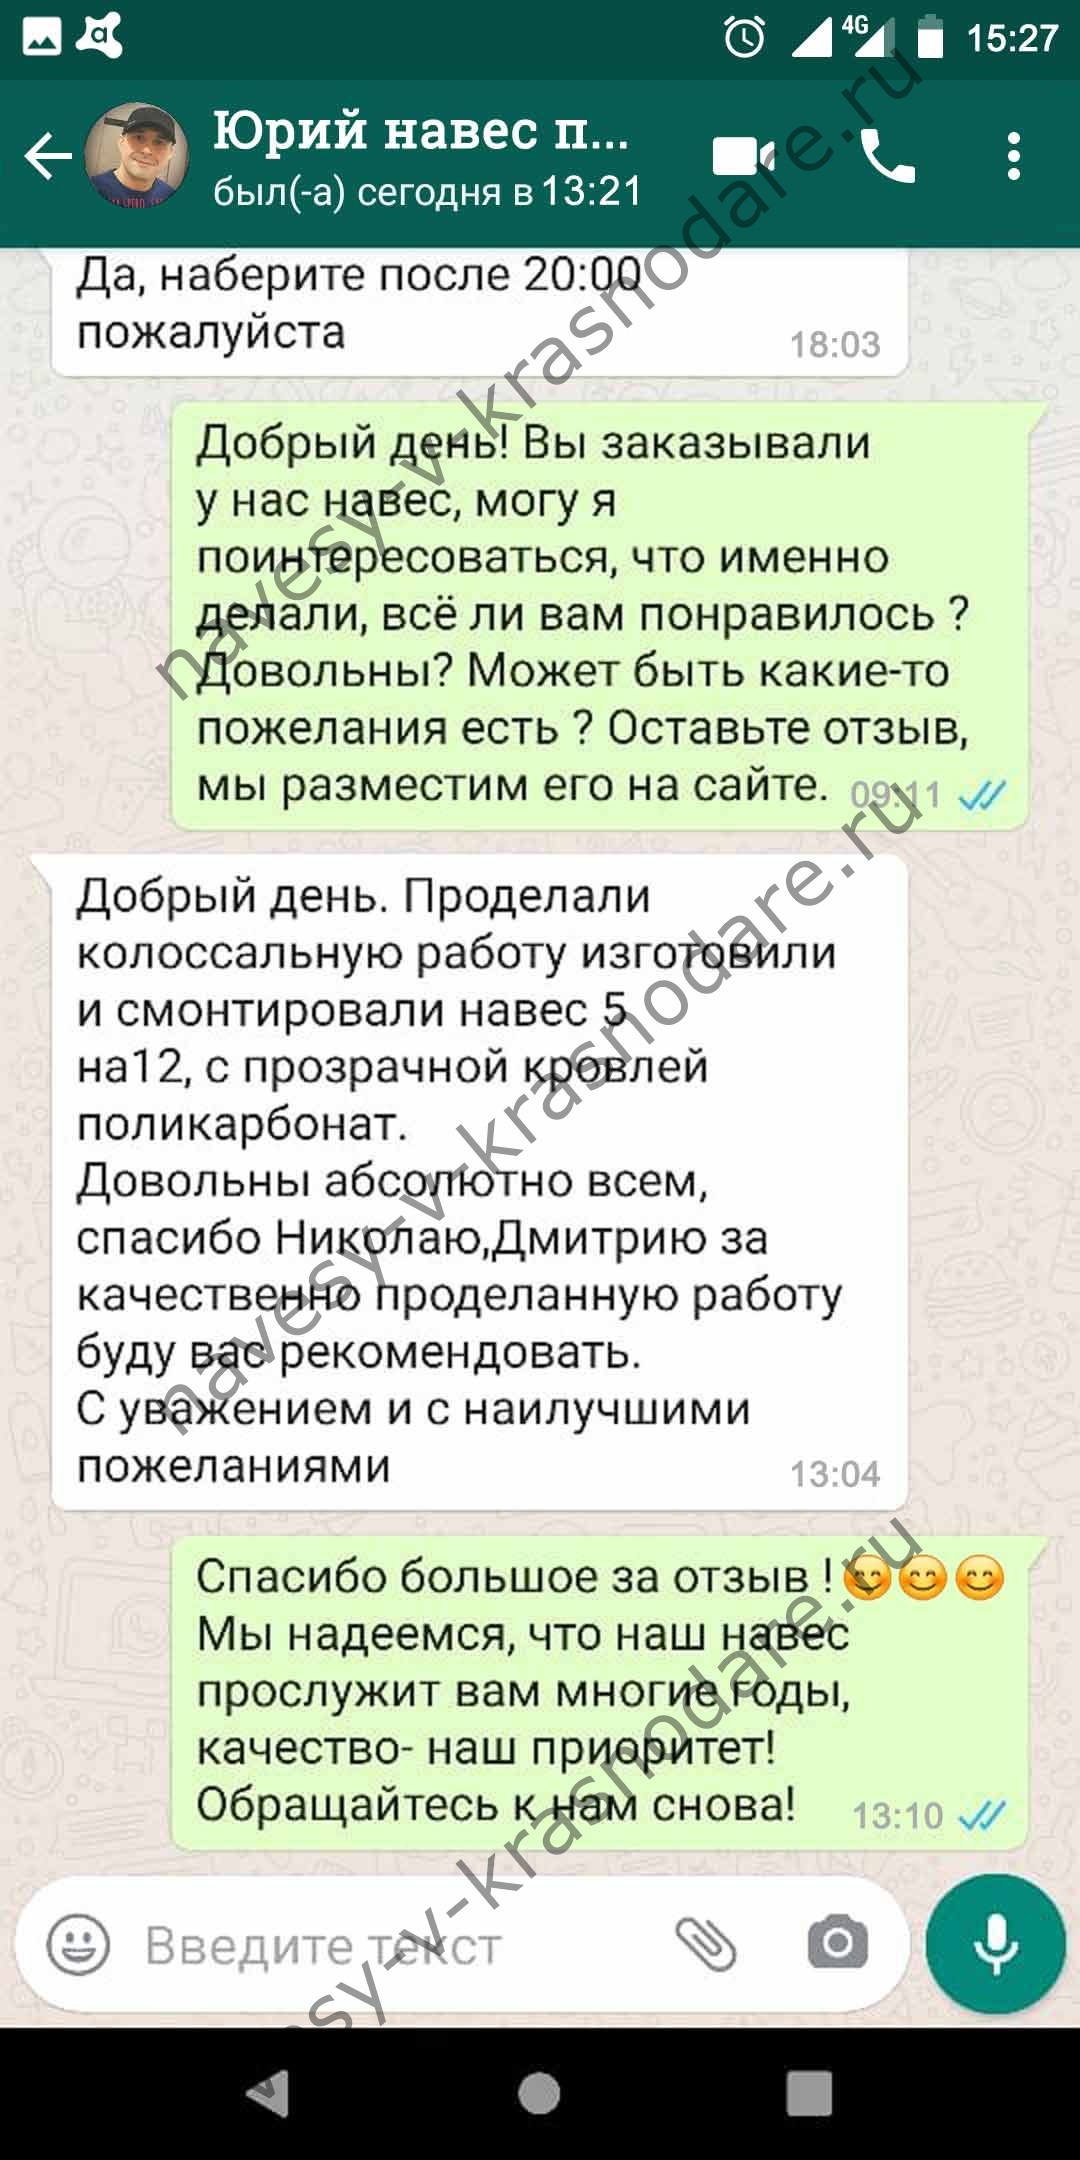 4G 15:27
Юрий навес п...
был(-а) сегодня в 13:21
Да, наберите после 20:00
пожалуйста
18:03
Добрый день! Вы заказывали
у нас навес, могу я
поинтересоваться, что именно
делали, всё ли вам понравилось ?
Довольны? Может быть какие-то
пожелания есть ? Оставьте отзыв,
мы разместим его на сайте. 09:11
Добрый день. Проделали
колоссальную работу изготовили
и смонтировали навес 5
на12, с прозрачной кровлей
поликарбонат.
Довольны абсолютно всем,
спасибо Николаю,Дмитрию за
качественно проделанную работу
буду вас рекомендовать.
С уважением и с наилучшими
пожеланиями 13:04
Спасибо большое за отзыв ! 😊😊😊
Мы надеемся, что наш навес
прослужит вам многие годы,
качество- наш приоритет!
Обращайтесь к нам снова! 13:10
Введите текст
navesy-v-krasnodare.ru
navesy-v-krasnodare.ru
vesy-v-krasnodare.ru